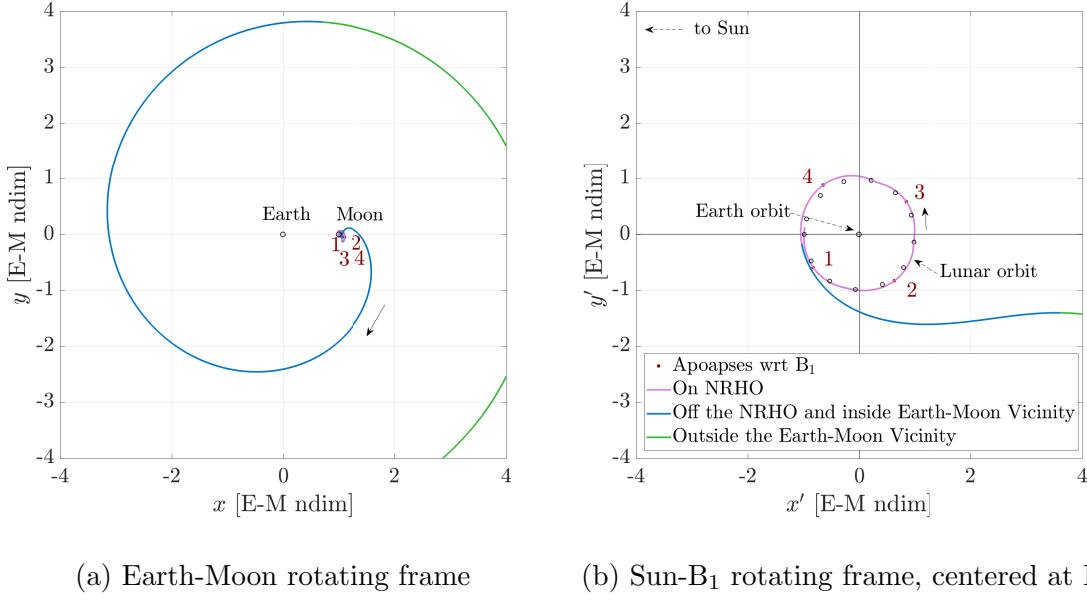 4
3
2
1
0
-1
-2
-3
-4
-4
-2
0
2
4
y [E-M ndim]
x [E-M ndim]
Earth
Moon
1
2
3
4
(a) Earth-Moon rotating frame
4
3
2
1
0
-1
-2
-3
-4
-4
-2
0
2
4
y′ [E-M ndim]
x′ [E-M ndim]
to Sun
4
3
Earth orbit
1
Lunar orbit
2
Apoapses wrt B₁
On NRHO
Off the NRHO and inside Earth-Moon Vicinity
Outside the Earth-Moon Vicinity
(b) Sun-B₁ rotating frame, centered at